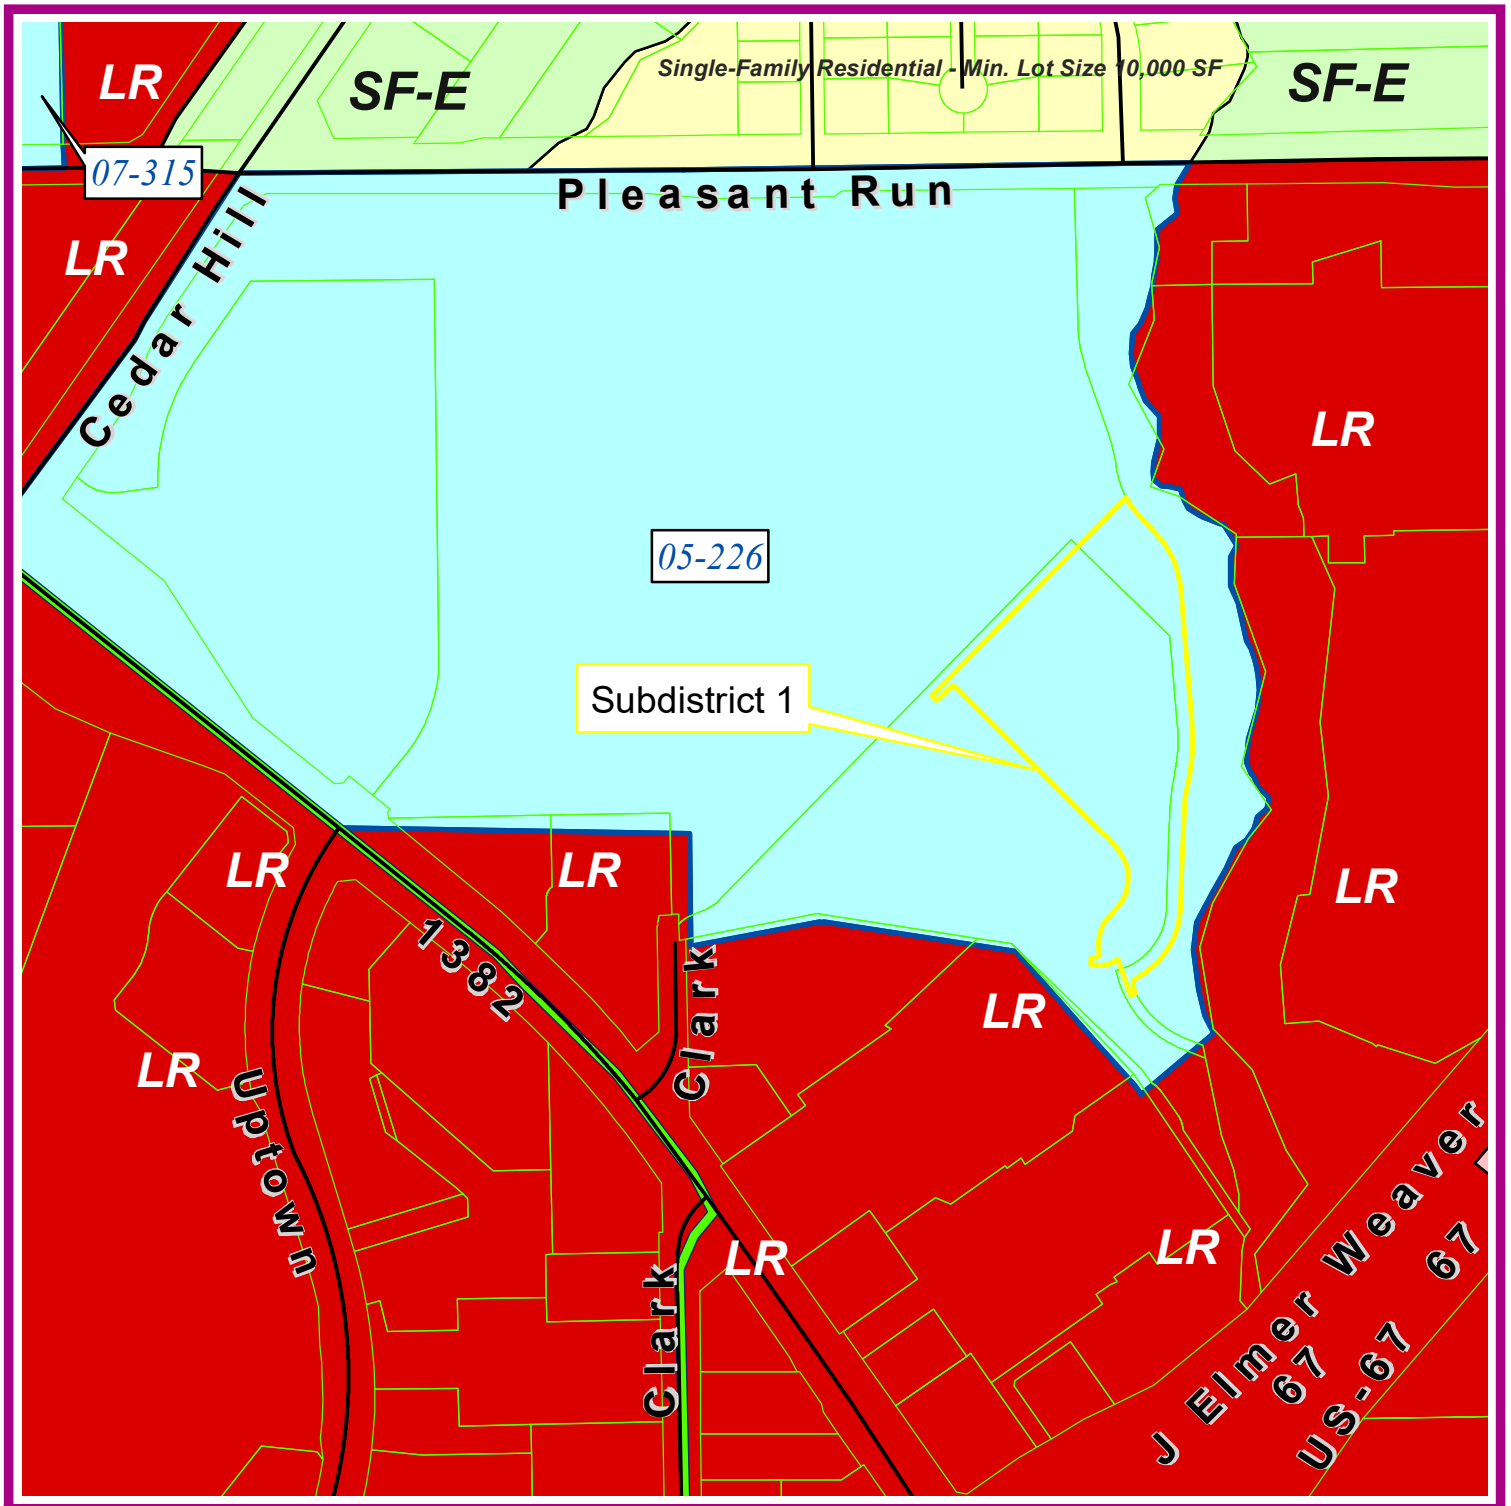 Single-Family Residential - Min. Lot Size 10,000 SF
LR
SF-E
SF-E
07-315
Pleasant Run
LR
Cedar Hill
LR
05-226
Subdistrict 1
LR
LR
LR
1382
Clark
LR
LR
Uptown
J Elmer Weaver
67
67
US-67
LR
LR
Clark